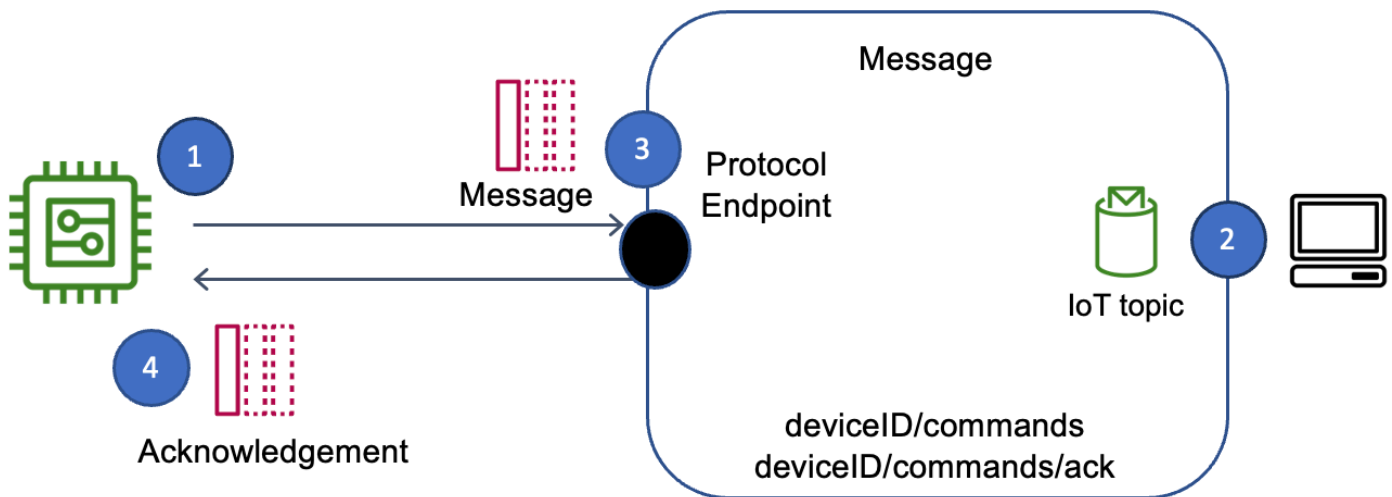 Message
1
3
Protocol
Endpoint
Message
2
IoT topic
4
Acknowledgement
deviceID/commands
deviceID/commands/ack